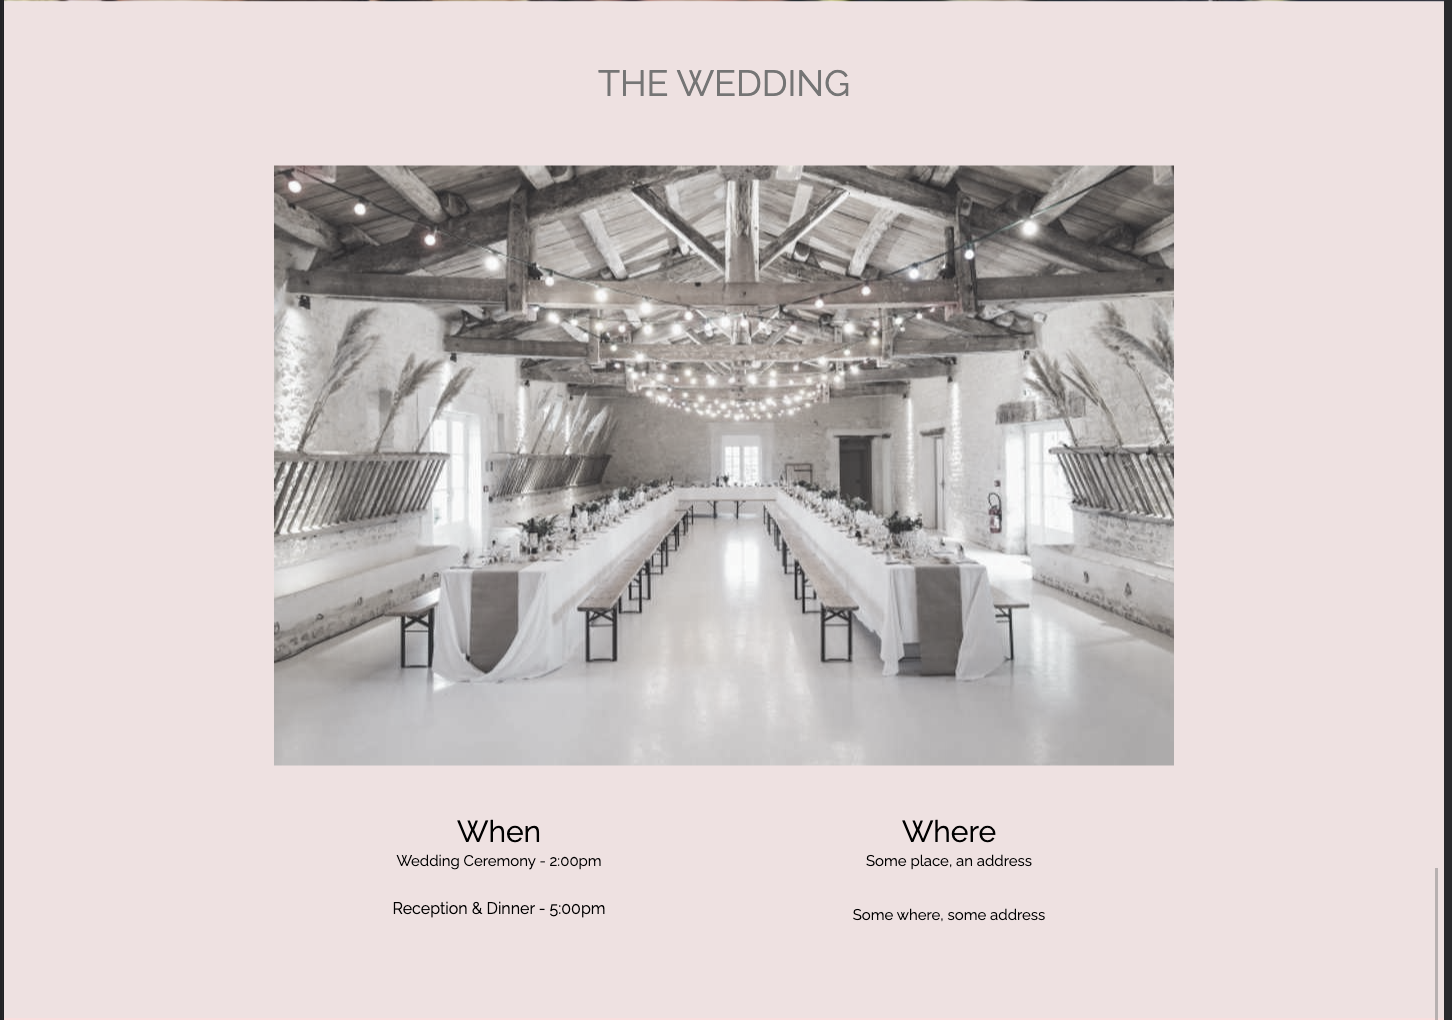 THE WEDDING
When
Wedding Ceremony - 2:00pm
Reception & Dinner - 5:00pm
Where
Some place, an address
Some where, some address